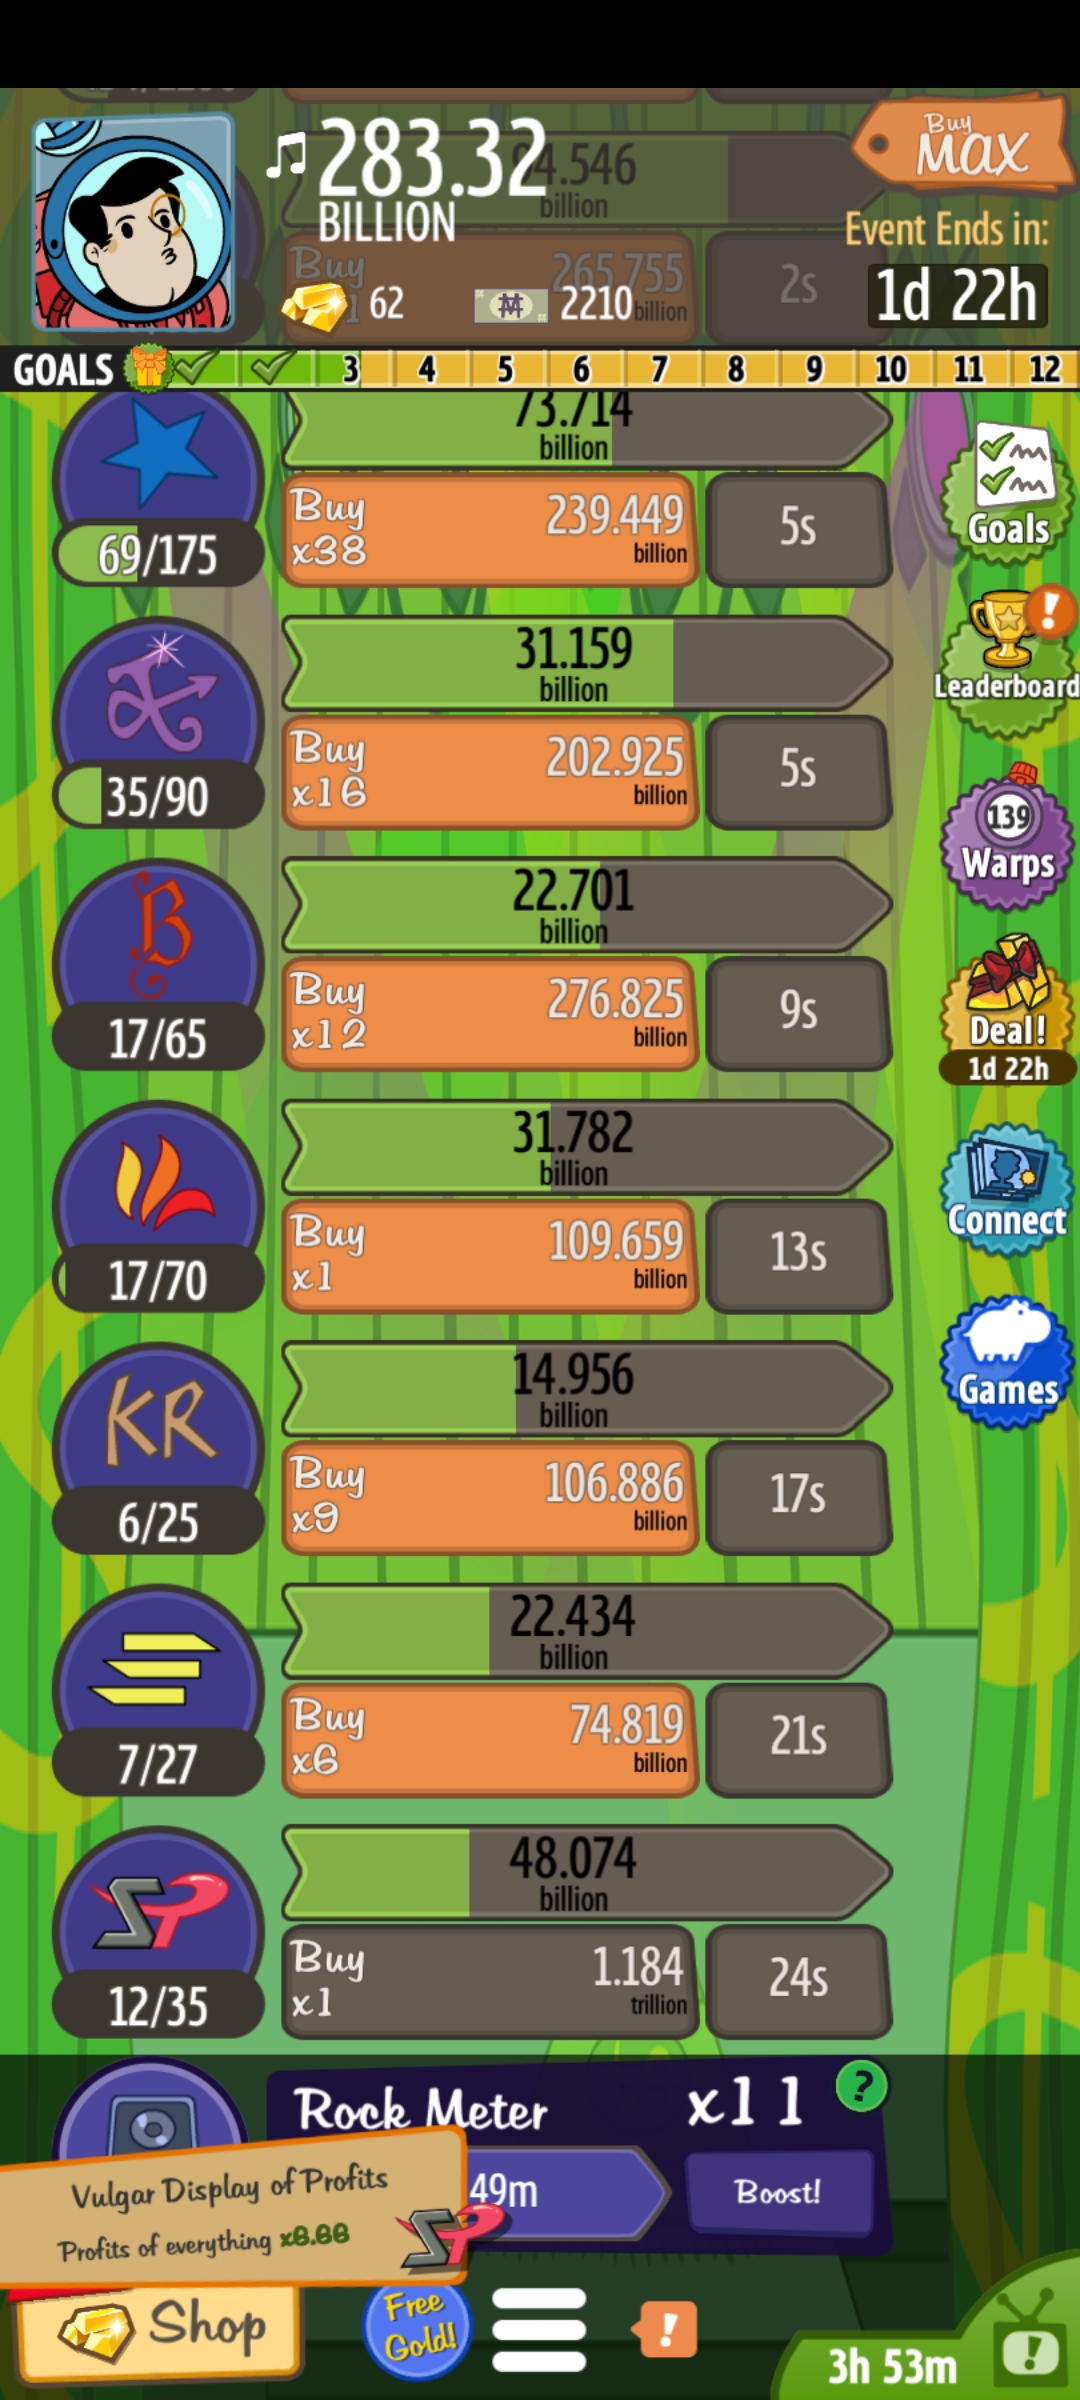 283.32
BILLION
94.546
billion
Buy
MAX
Event Ends in:
1d 22h
Buy
265.755
billion
2s
62
2210
GOALS
3
4
5
6
7
8
9
10
11
12
73.714
billion
69/175
Buy
x38
239.449
billion
5s
Goals
31.159
billion
35/90
Buy
x16
202.925
billion
5s
Leaderboard
139
Warps
22.701
billion
17/65
Buy
x12
276.825
billion
9s
Deal!
1d 22h
31.782
billion
17/70
Buy
x1
109.659
billion
13s
Connect
14.956
billion
KR
6/25
Buy
x9
106.886
billion
17s
Games
22.434
billion
7/27
Buy
x6
74.819
billion
21s
48.074
billion
SP
12/35
Buy
x1
1.184
trillion
24s
Rock Meter
x11
?
49m
Boost!
Vulgar Display of Profits
Profits of everything x6.66
SP
Shop
Free
Gold!
!
3h 53m
!